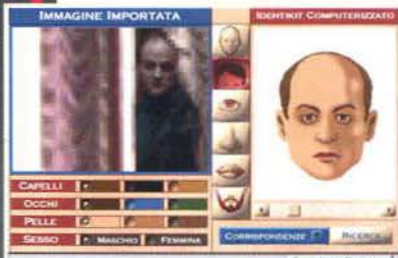 IMMAGINE IMPORTATA
IDENTIKIT COMPUTERIZZATO
CAPELLI
OCCHI
PELLE
SESSO MASCHIO FEMMINA
CORRISPONDENZE RICERCA